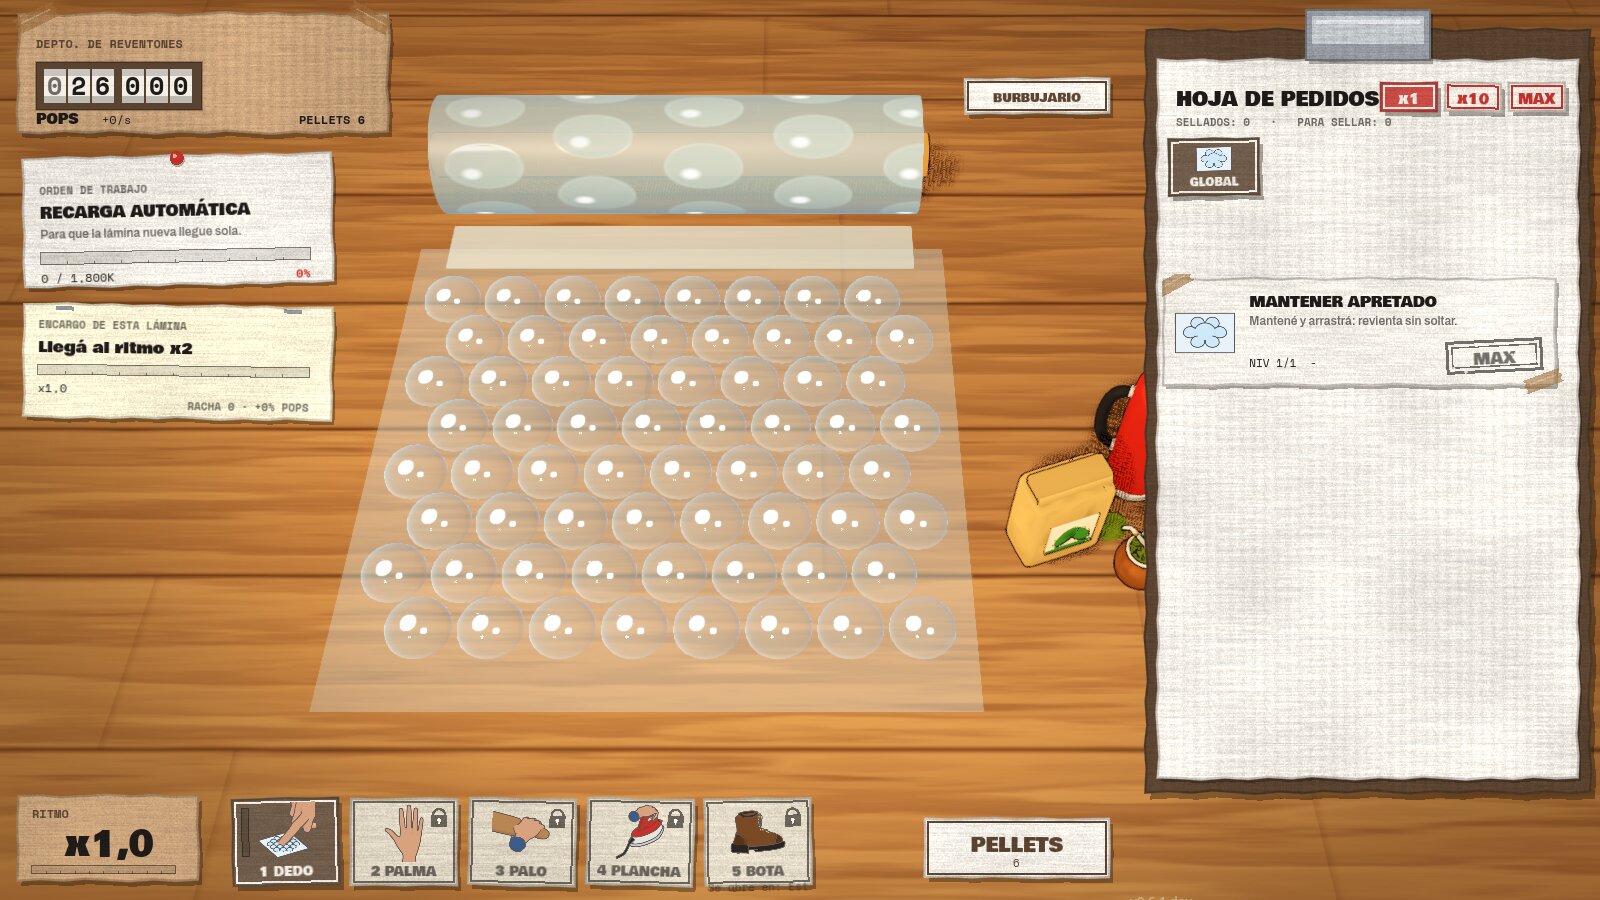 DEPTO. DE REVENTONES
026000
POPS +0/s PELLETS 6
ORDEN DE TRABAJO
RECARGA AUTOMÁTICA
Para que la lámina nueva llegue sola.
0 / 1.800K 0%
ENCARGO DE ESTA LÁMINA
Llegá al ritmo x2
x1.0
RACHA 0 · +0% POPS
BURBUJARIO
HOJA DE PEDIDOS x1 x10 MAX
SELLADOS: 0 · PARA SELLAR: 0
GLOBAL
MANTENER APRETADO
Mantené y arrastrá: revienta sin soltar.
NIV 1/1 -
MAX
RITMO
x1,0
1 DEDO
2 PALMA
3 PALO
4 PLANCHA
5 BOTA
Se abre en: Est
PELLETS
6